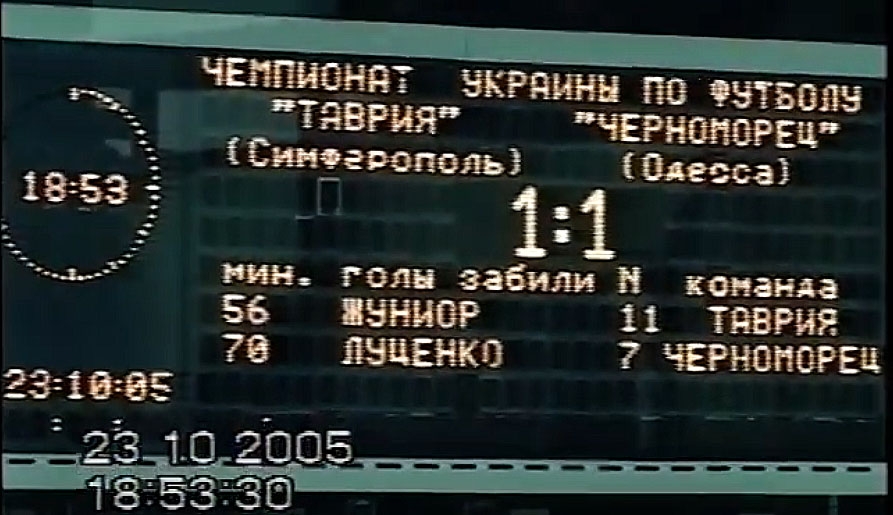 ЧЕМПИОНАТ УКРАИНЫ ПО ФУТБОЛУ
"ТАВРИЯ" "ЧЕРНОМОРЕЦ"
(Симферополь) (Одесса)
18:53
1:1
мин. голы забили N команда
56 ЖУНИОР 11 ТАВРИЯ
70 ЛУЦЕНКО 7 ЧЕРНОМОРЕЦ
23:10:05
23 10 2005
18:53:30